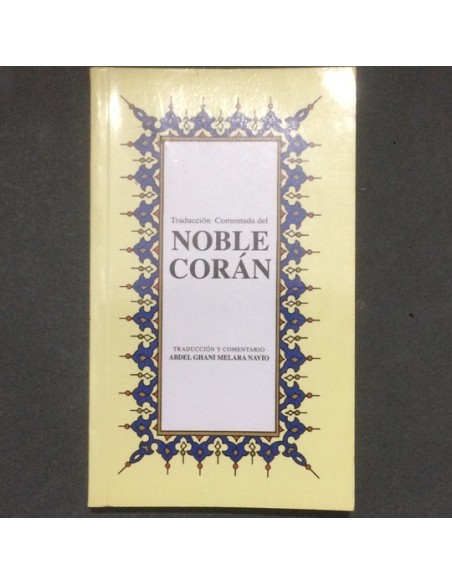 Traducción Comentada del
NOBLE
CORÁN
TRADUCCIÓN Y COMENTARIO
ABDEL GHANI MELARA NAVIO